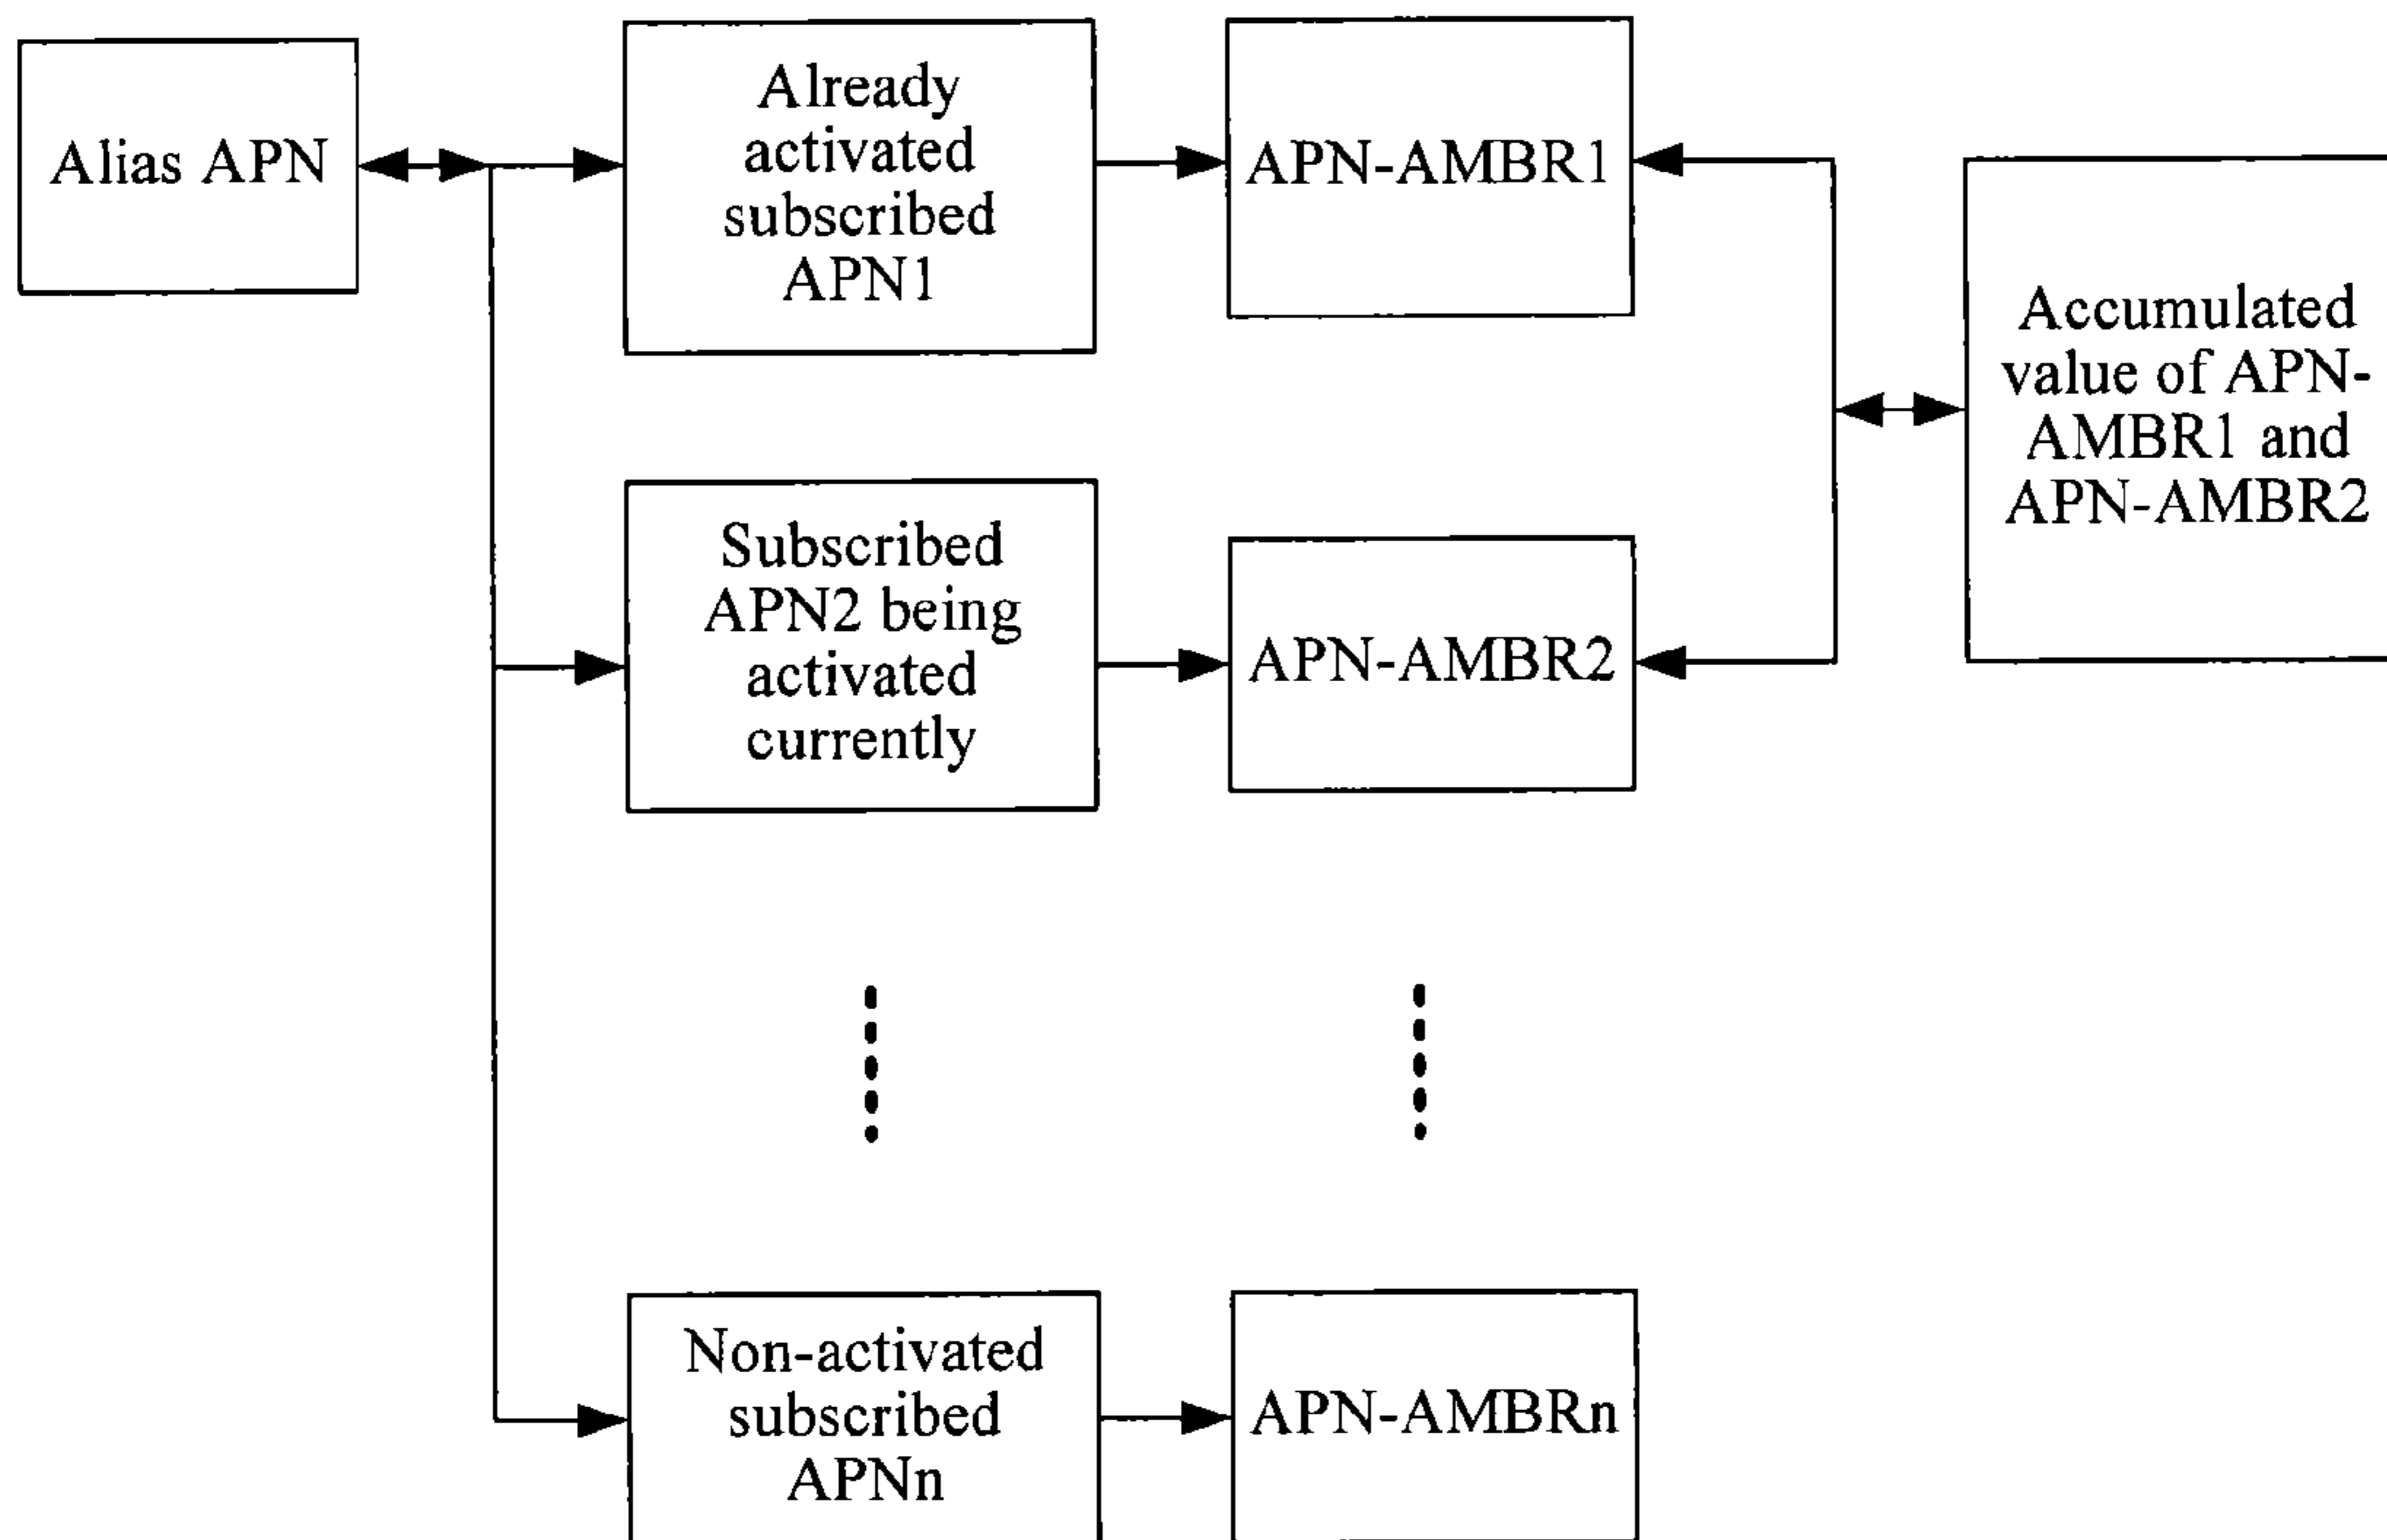 Alias APN
Already
activated
subscribed
APN1
APN-AMBR1
Accumulated
value of APN-
AMBR1 and
APN-AMBR2
Subscribed
APN2 being
activated
currently
APN-AMBR2
Non-activated
subscribed
APNn
APN-AMBRn